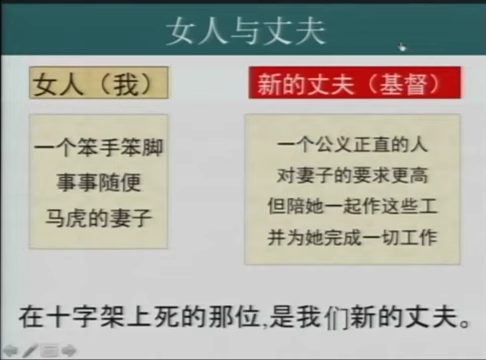 女人与丈夫
女人（我）
新的丈夫（基督）
一个笨手笨脚
事事随便
马虎的妻子
一个公义正直的人
对妻子的要求更高
但陪她一起作这些工
并为她完成一切工作
在十字架上死的那位,是我们新的丈夫。